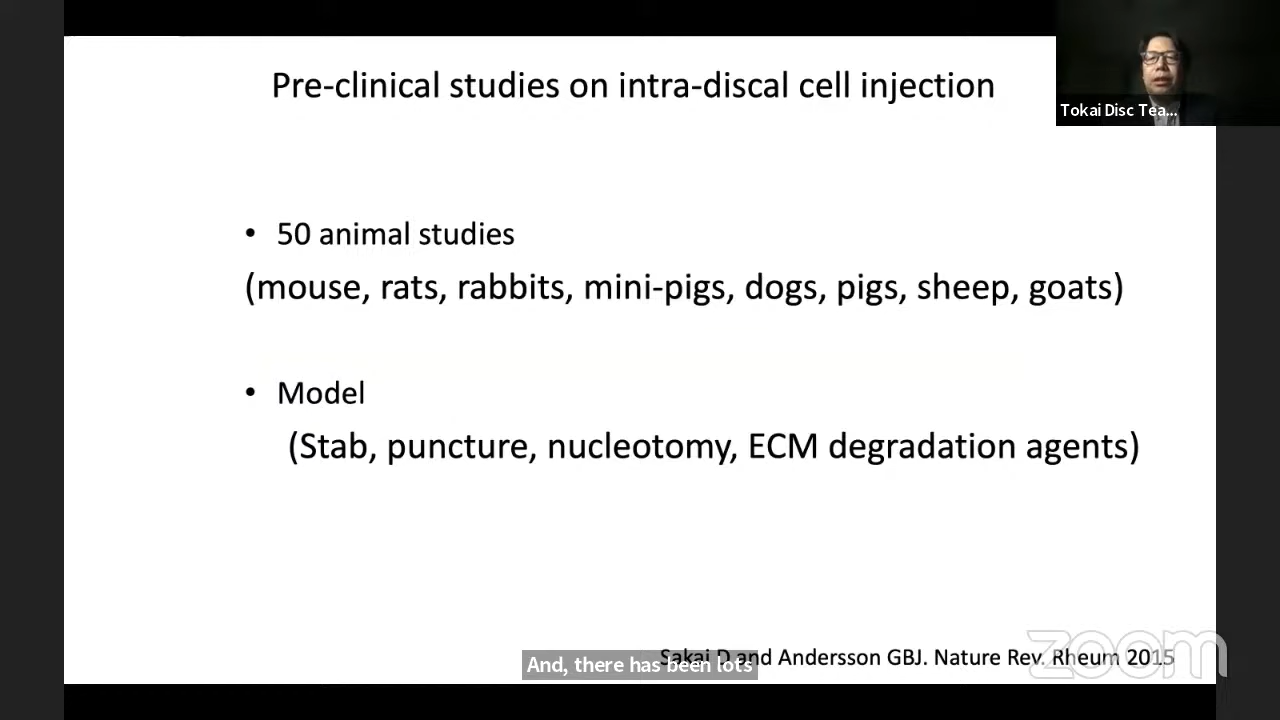 Pre-clinical studies on intra-discal cell injection
Tokai Disc Tea...
• 50 animal studies
(mouse, rats, rabbits, mini-pigs, dogs, pigs, sheep, goats)
• Model
(Stab, puncture, nucleotomy, ECM degradation agents)
Sakai D and Andersson GBJ. Nature Rev. Rheum 2015
And, there has been lots
zoom